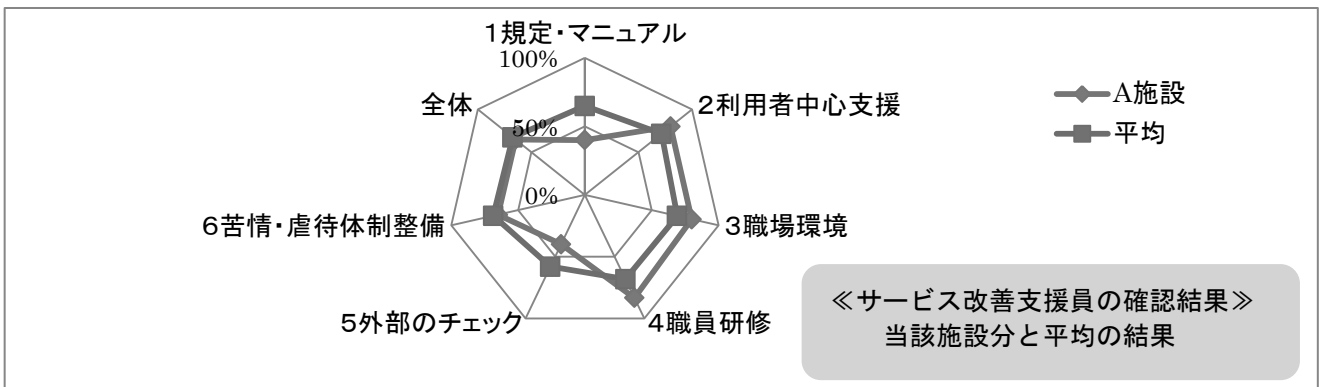 1規定・マニュアル
100%
全体
2利用者中心支援
A施設
平均
50%
0%
6苦情・虐待体制整備
3職場環境
≪サービス改善支援員の確認結果≫
当該施設分と平均の結果
5外部のチェック
4職員研修